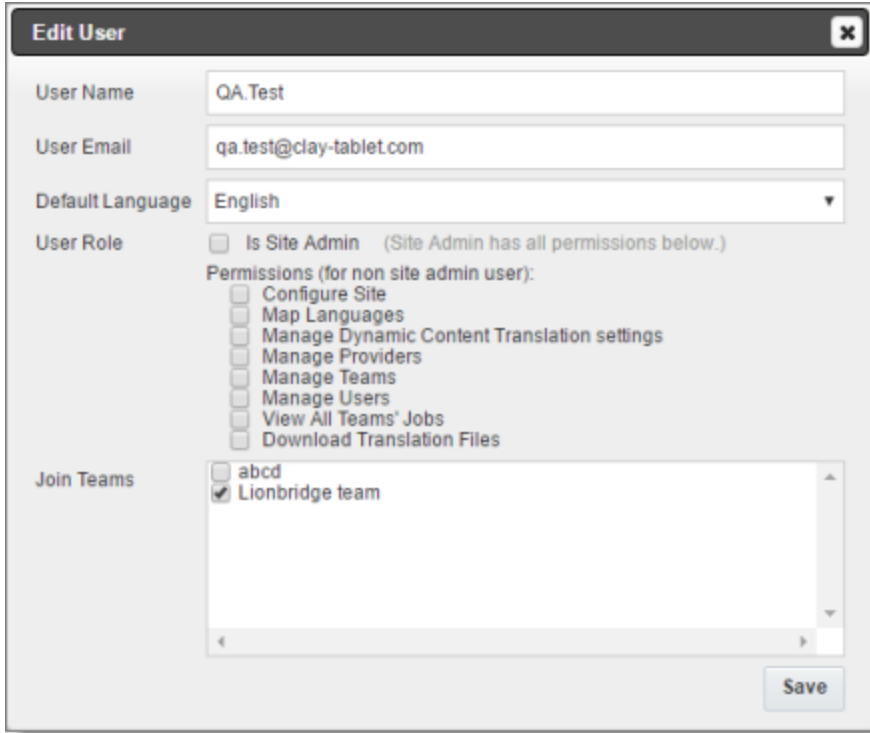 Edit User
User Name QA.Test
User Email qa.test@clay-tablet.com
Default Language English
User Role Is Site Admin (Site Admin has all permissions below.)
Permissions (for non site admin user):
Configure Site
Map Languages
Manage Dynamic Content Translation settings
Manage Providers
Manage Teams
Manage Users
View All Teams' Jobs
Download Translation Files
Join Teams
abcd
Lionbridge team
Save